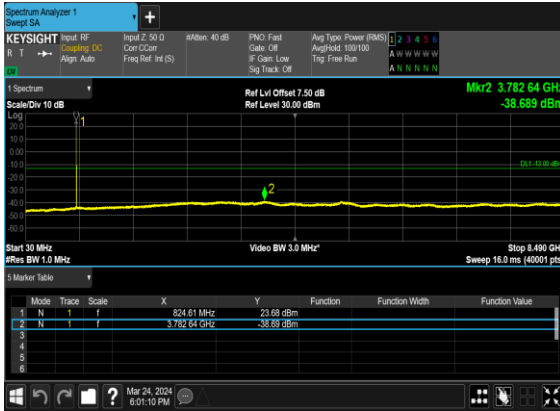 Spectrum Analyzer 1
Swept SA
+
KEYSIGHT Input: RF Input Z: 50 Ω #Atten: 40 dB PNO: Fast Avg Type: Power (RMS) 1 2 3 4 5 6
R T Coupling: DC Corr CCorr Gate: Off Avg|Hold: 100/100 A W W W W W
Align: Auto Freq Ref: Int (S) IF Gain: Low Trig: Free Run
Sig Track: Off A N N N N N
1 Spectrum
Scale/Div 10 dB
Ref Lvl Offset 7.50 dB
Ref Level 30.00 dBm
Mkr2 3.782 64 GHz
-38.689 dBm
Log
20.0
10.0
0.00
-10.0
-20.0
-30.0
-40.0
-50.0
-60.0
1
2
DL1 -13.00 dBm
Start 30 MHz Video BW 3.0 MHz* Stop 8.490 GH
#Res BW 1.0 MHz Sweep 16.0 ms (40001 pts
5 Marker Table
Mode Trace Scale X Y Function Function Width Function Value
1 N 1 f 824.61 MHz 23.68 dBm
2 N 1 f 3.782 64 GHz -38.69 dBm
3
4
5
6
?
Mar 24, 2024
6:01:10 PM